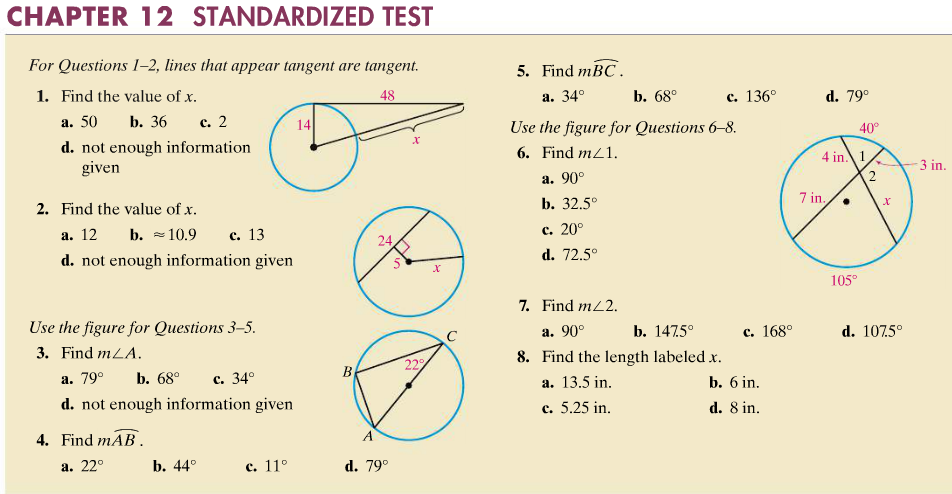 CHAPTER 12 STANDARDIZED TEST
For Questions 1–2, lines that appear tangent are tangent.
1. Find the value of x.
a. 50 b. 36 c. 2
d. not enough information
given
48
14
x
2. Find the value of x.
a. 12 b. ≈10.9 c. 13
d. not enough information given
24
5
x
Use the figure for Questions 3–5.
3. Find m∠A.
a. 79° b. 68° c. 34°
d. not enough information given
C
22°
B
A
4. Find mAB.
a. 22° b. 44° c. 11° d. 79°
5. Find mBC.
a. 34° b. 68° c. 136° d. 79°
Use the figure for Questions 6–8.
6. Find m∠1.
a. 90°
b. 32.5°
c. 20°
d. 72.5°
40°
4 in. 1
3 in.
2
7 in.
x
105°
7. Find m∠2.
a. 90° b. 147.5° c. 168° d. 107.5°
8. Find the length labeled x.
a. 13.5 in. b. 6 in.
c. 5.25 in. d. 8 in.